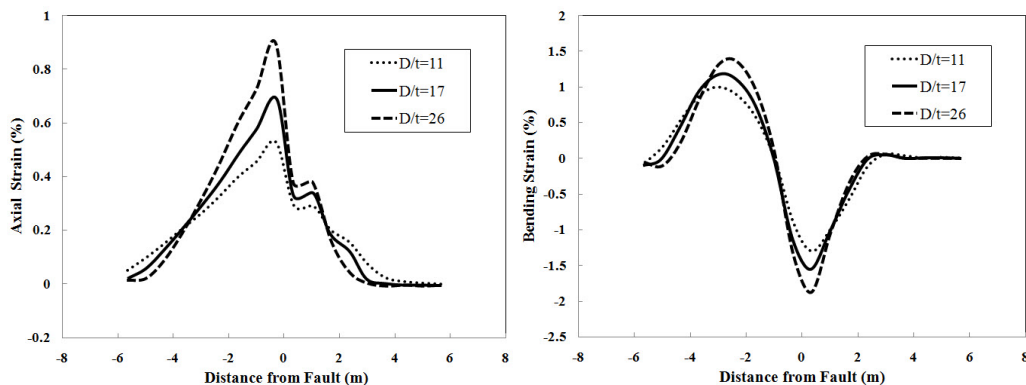 1
0.8
0.6
0.4
0.2
0
-0.2
Axial Strain (%)
-8 -6 -4 -2 0 2 4 6 8
Distance from Fault (m)
D/t=11
D/t=17
D/t=26
2
1.5
1
0.5
0
-0.5
-1
-1.5
-2
-2.5
Bending Strain (%)
-8 -6 -4 -2 0 2 4 6 8
Distance from Fault (m)
D/t=11
D/t=17
D/t=26